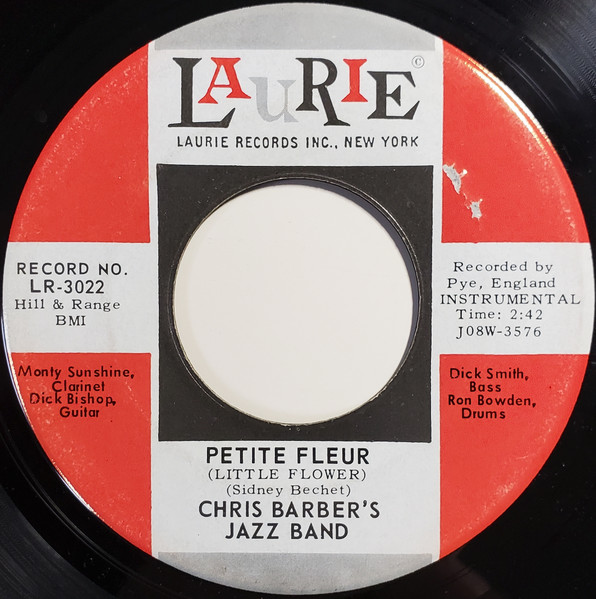 LAURIE ©
LAURIE RECORDS INC., NEW YORK
RECORD NO.
LR-3022
Hill & Range
BMI
Recorded by
Pye, England
INSTRUMENTAL
Time: 2:42
J08W-3576
Monty Sunshine,
Clarinet
Dick Bishop,
Guitar
Dick Smith,
Bass
Ron Bowden,
Drums
PETITE FLEUR
(LITTLE FLOWER)
(Sidney Bechet)
CHRIS BARBER'S
JAZZ BAND